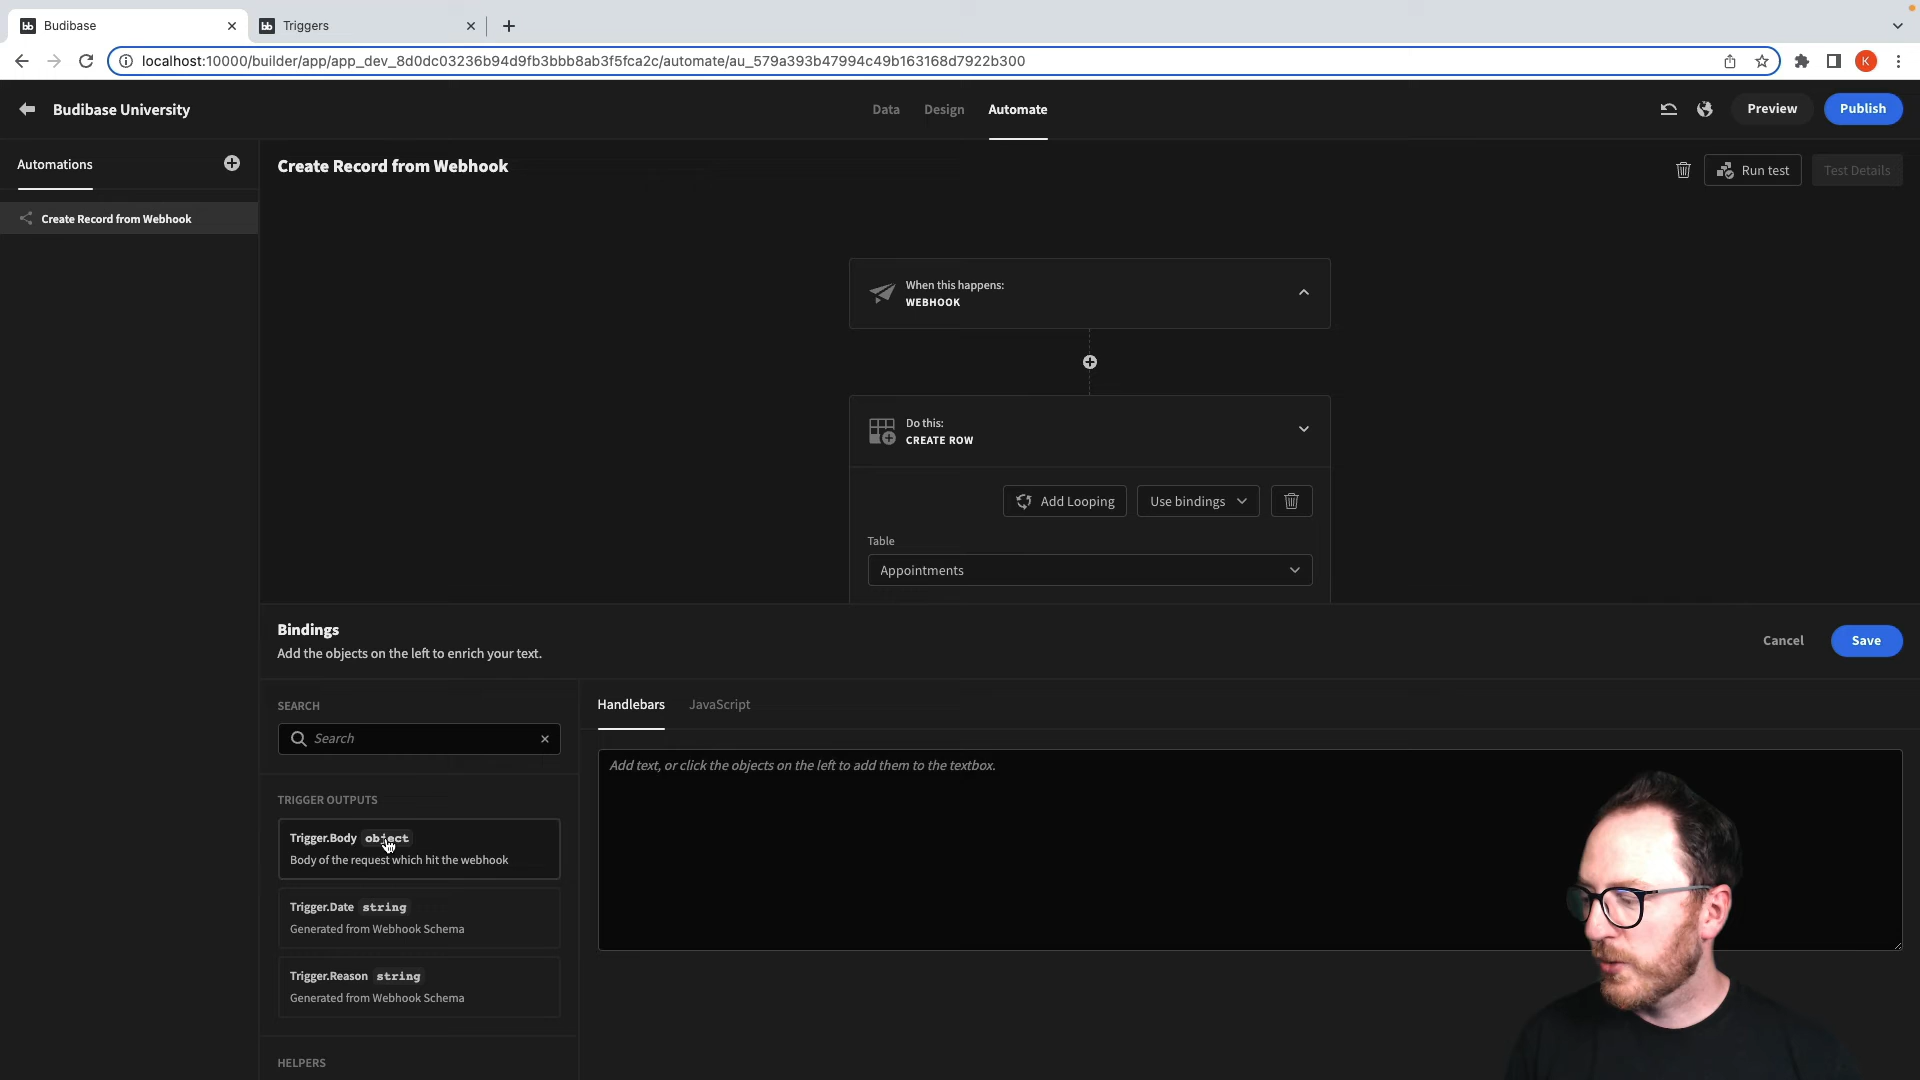 Budibase
Triggers
localhost:10000/builder/app/app_dev_8d0dc03236b94d9fb3bbb8ab3f5fca2c/automate/au_579a393b47994c49b163168d7922b300
K
Budibase University
Data
Design
Automate
Preview
Publish
Automations
Create Record from Webhook
Run test
Test Details
Create Record from Webhook
When this happens:
WEBHOOK
Do this:
CREATE ROW
Add Looping
Use bindings
Table
Appointments
Bindings
Add the objects on the left to enrich your text.
Cancel
Save
SEARCH
Search
Handlebars
JavaScript
Add text, or click the objects on the left to add them to the textbox.
TRIGGER OUTPUTS
Trigger.Body object
Body of the request which hit the webhook
Trigger.Date string
Generated from Webhook Schema
Trigger.Reason string
Generated from Webhook Schema
HELPERS